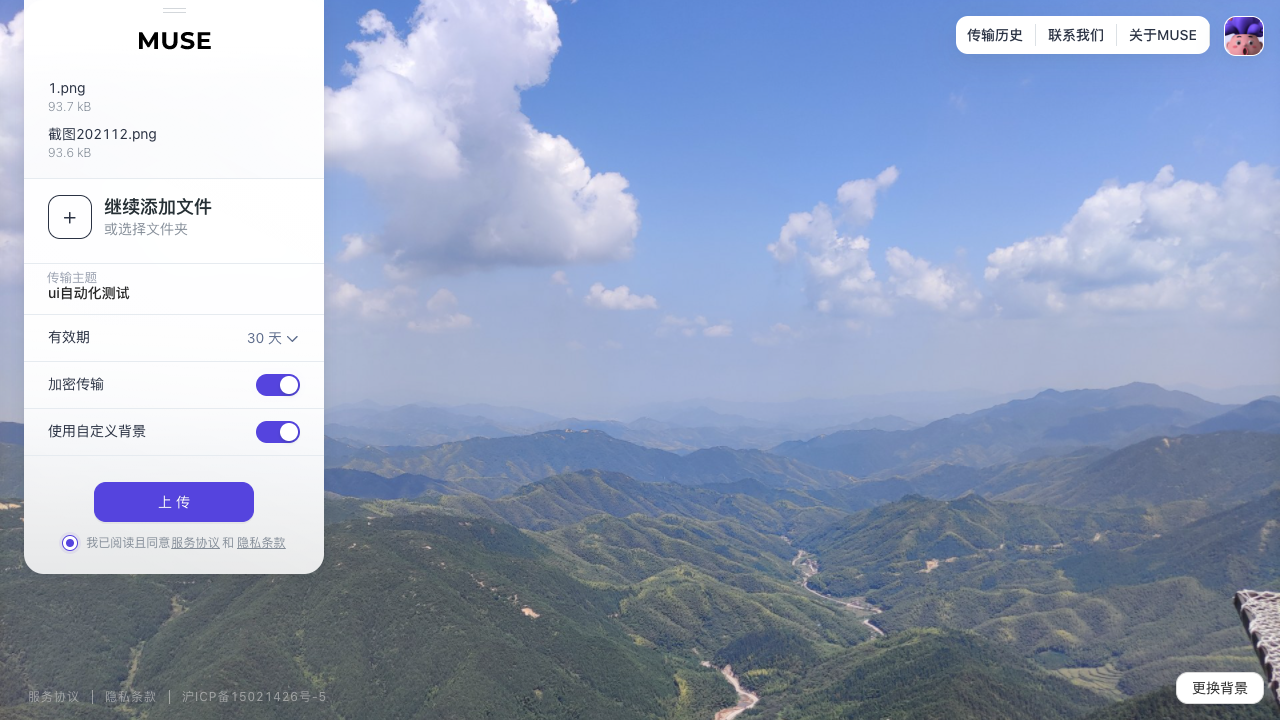 MUSE
1.png
93.7 kB
截图202112.png
93.6 kB
继续添加文件
或选择文件夹
传输主题
ui自动化测试
有效期 30 天
加密传输
使用自定义背景
上 传
我已阅读且同意服务协议 和 隐私条款
传输历史 联系我们 关于MUSE
服务协议 隐私条款 沪ICP备15021426号-5
更换背景